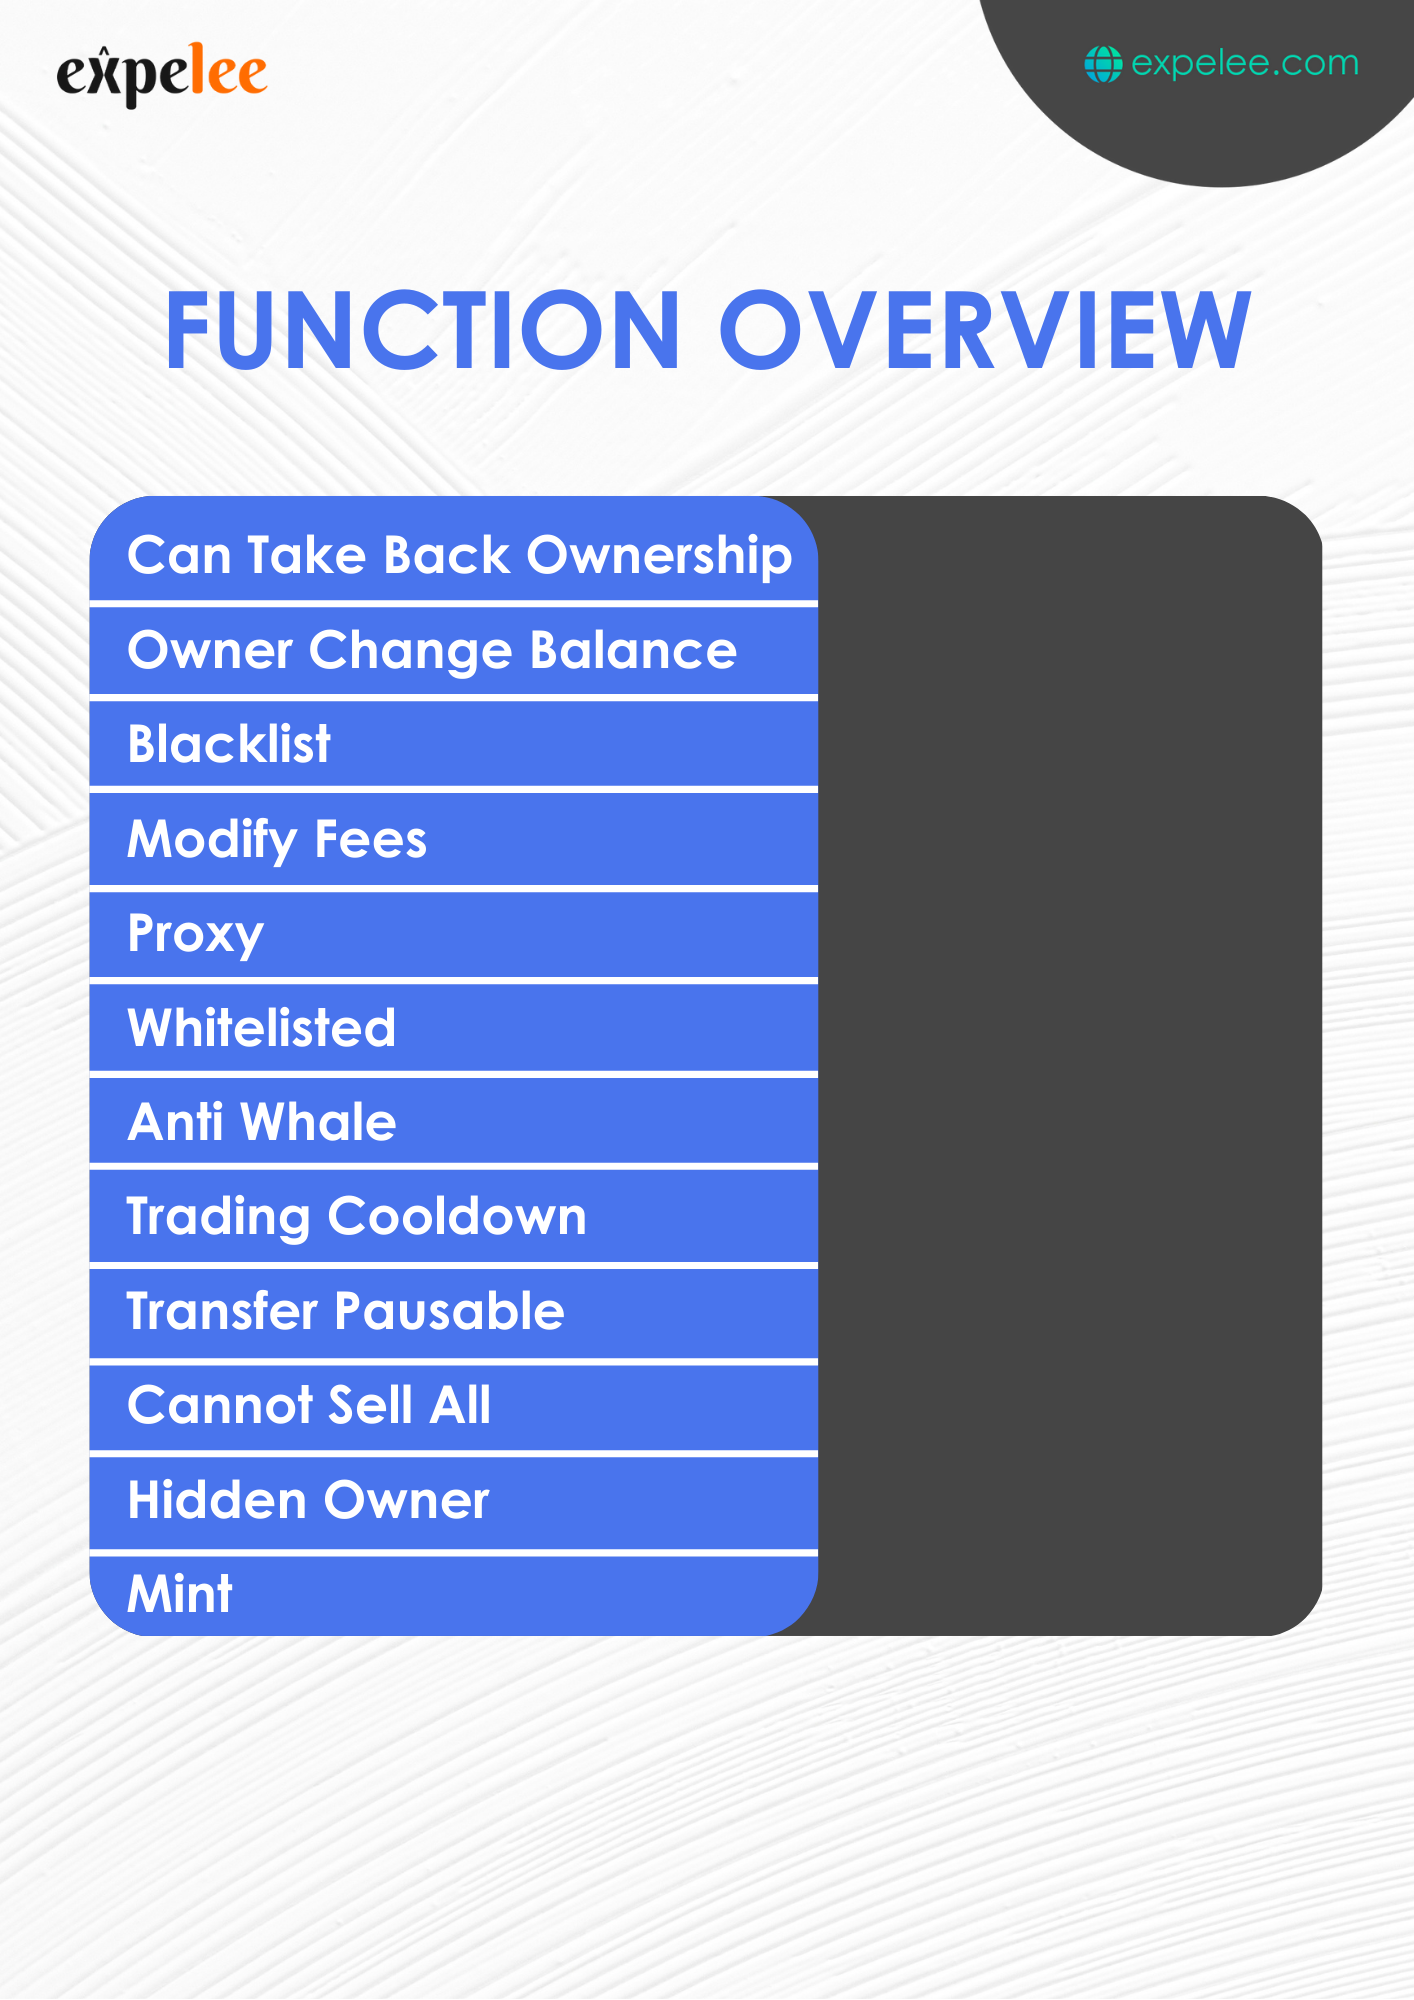 expelee
expelee.com
FUNCTION OVERVIEW
Can Take Back Ownership
Owner Change Balance
Blacklist
Modify Fees
Proxy
Whitelisted
Anti Whale
Trading Cooldown
Transfer Pausable
Cannot Sell All
Hidden Owner
Mint